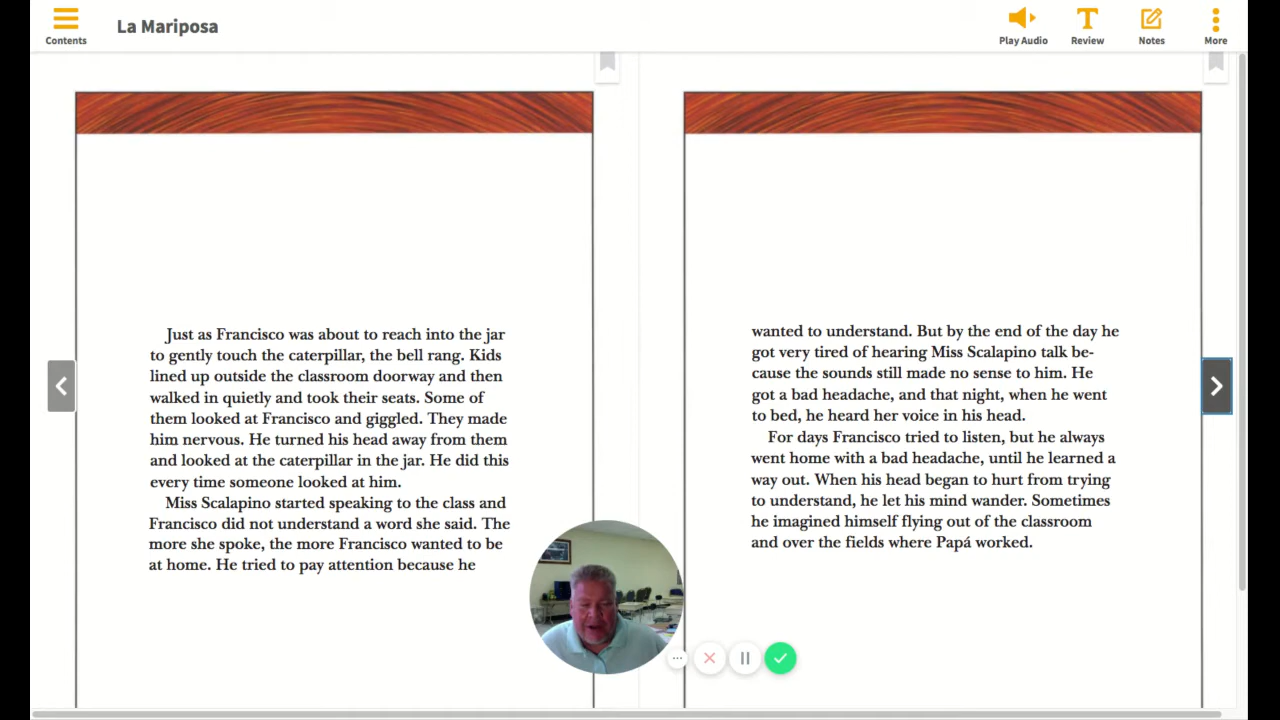 La Mariposa
Contents
Play Audio
Review
Notes
More
Just as Francisco was about to reach into the jar
to gently touch the caterpillar, the bell rang. Kids
lined up outside the classroom doorway and then
walked in quietly and took their seats. Some of
them looked at Francisco and giggled. They made
him nervous. He turned his head away from them
and looked at the caterpillar in the jar. He did this
every time someone looked at him.
Miss Scalapino started speaking to the class and
Francisco did not understand a word she said. The
more she spoke, the more Francisco wanted to be
at home. He tried to pay attention because he
wanted to understand. But by the end of the day he
got very tired of hearing Miss Scalapino talk be-
cause the sounds still made no sense to him. He
got a bad headache, and that night, when he went
to bed, he heard her voice in his head.
For days Francisco tried to listen, but he always
went home with a bad headache, until he learned a
way out. When his head began to hurt from trying
to understand, he let his mind wander. Sometimes
he imagined himself flying out of the classroom
and over the fields where Papá worked.